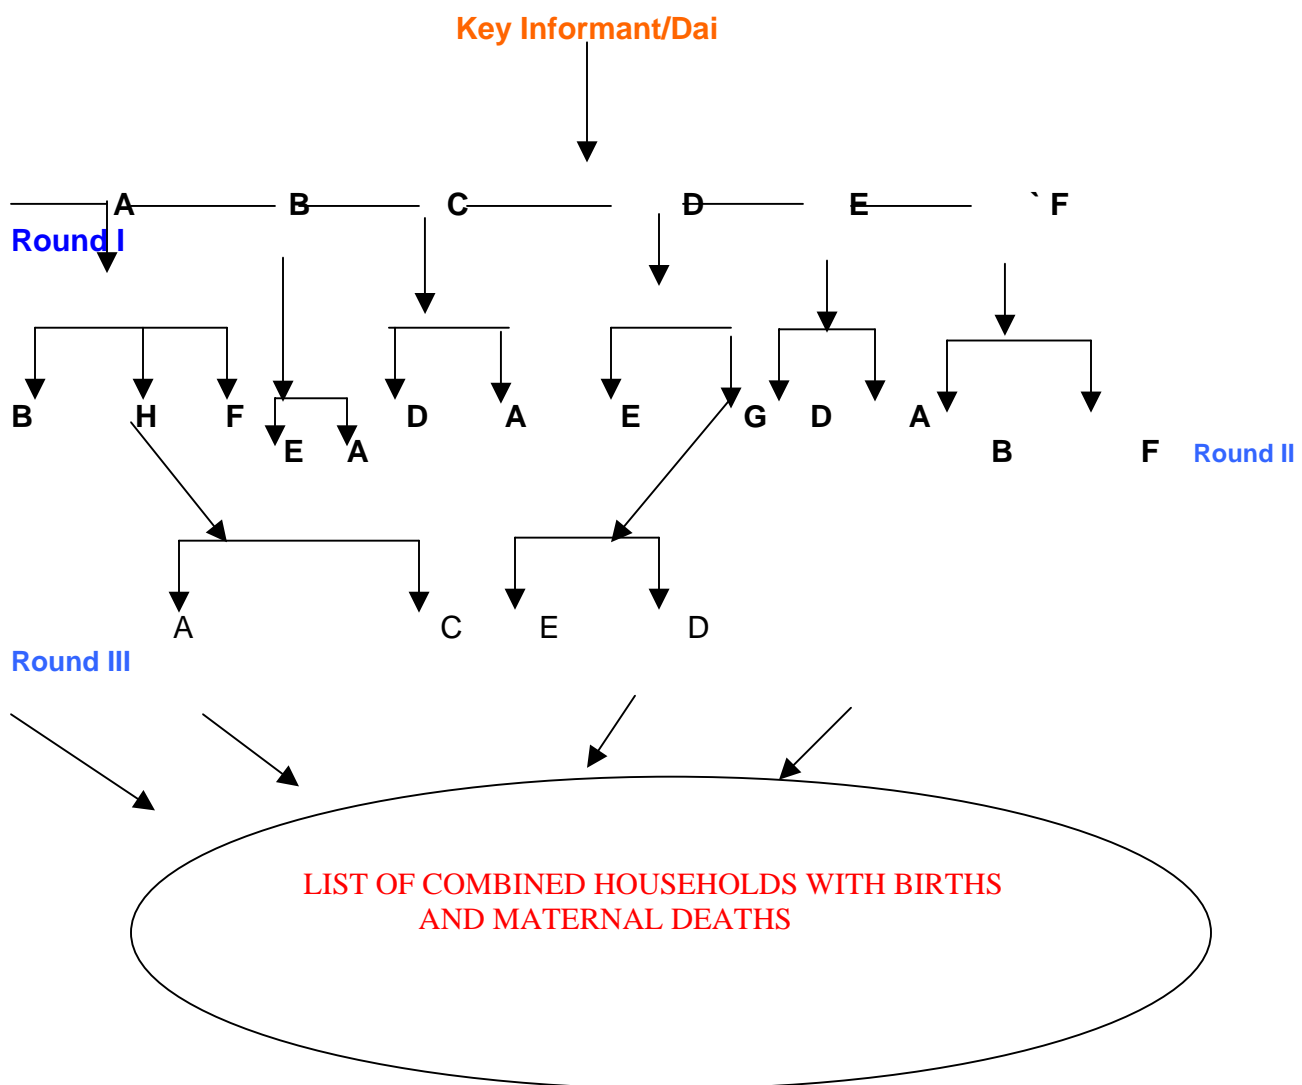 Key Informant/Dai
A B C D E ` F
Round I
B H F D A E G D A
E A B F Round II
A C E D
Round III
LIST OF COMBINED HOUSEHOLDS WITH BIRTHS
AND MATERNAL DEATHS